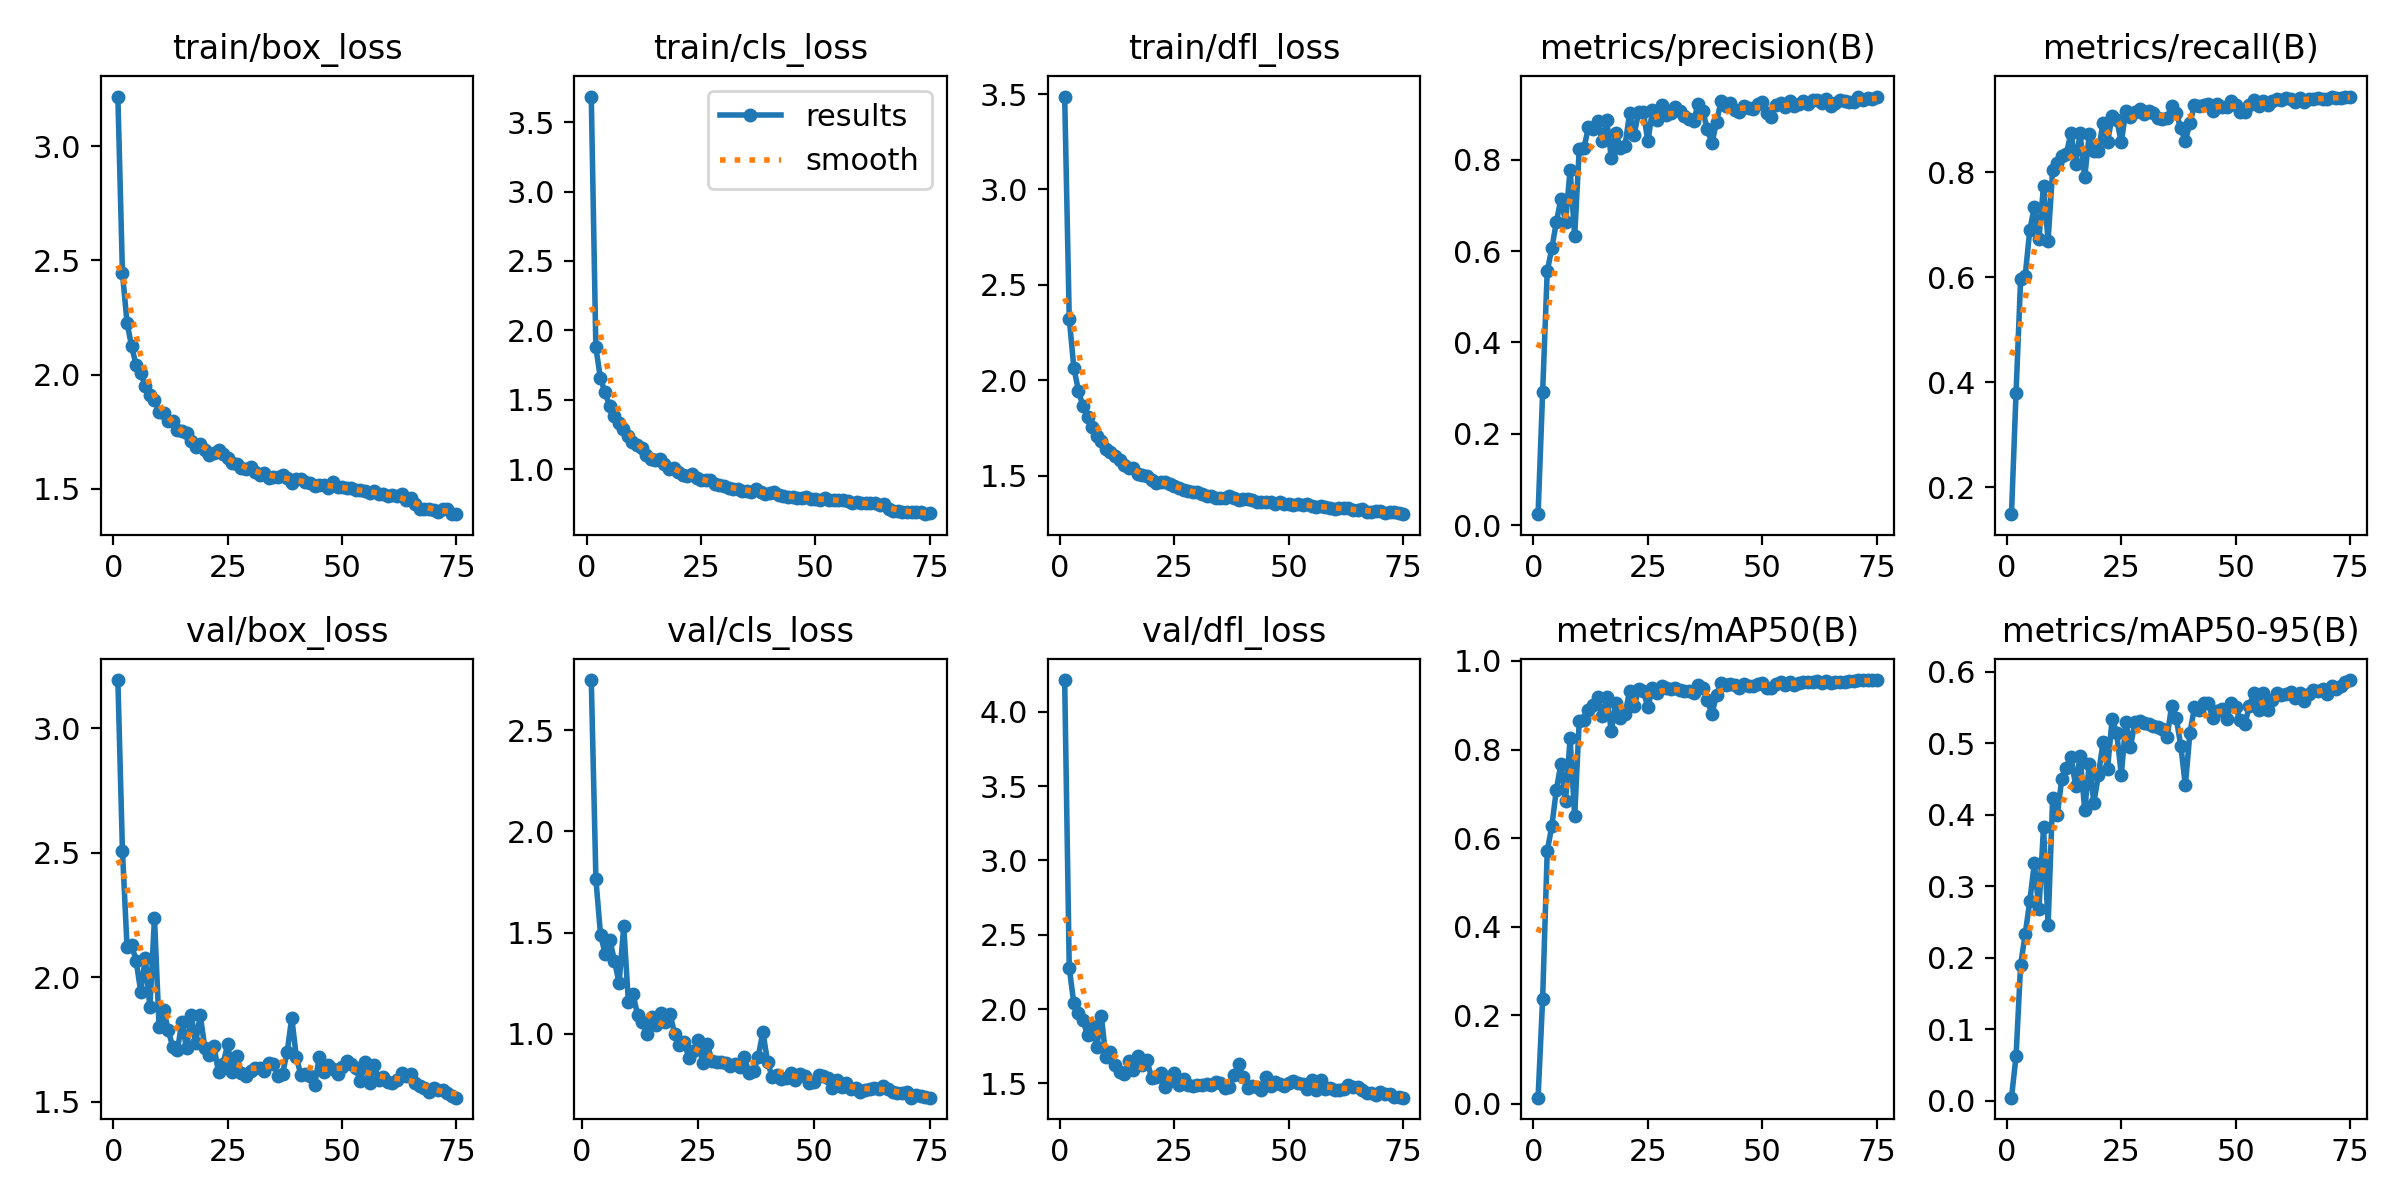 train/box_loss
3.0
2.5
2.0
1.5
0 25 50 75
train/cls_loss
results
smooth
3.5
3.0
2.5
2.0
1.5
1.0
0 25 50 75
train/dfl_loss
3.5
3.0
2.5
2.0
1.5
0 25 50 75
metrics/precision(B)
0.8
0.6
0.4
0.2
0.0
0 25 50 75
metrics/recall(B)
0.8
0.6
0.4
0.2
0 25 50 75
val/box_loss
3.0
2.5
2.0
1.5
0 25 50 75
val/cls_loss
2.5
2.0
1.5
1.0
0 25 50 75
val/dfl_loss
4.0
3.5
3.0
2.5
2.0
1.5
0 25 50 75
metrics/mAP50(B)
1.0
0.8
0.6
0.4
0.2
0.0
0 25 50 75
metrics/mAP50-95(B)
0.6
0.5
0.4
0.3
0.2
0.1
0.0
0 25 50 75